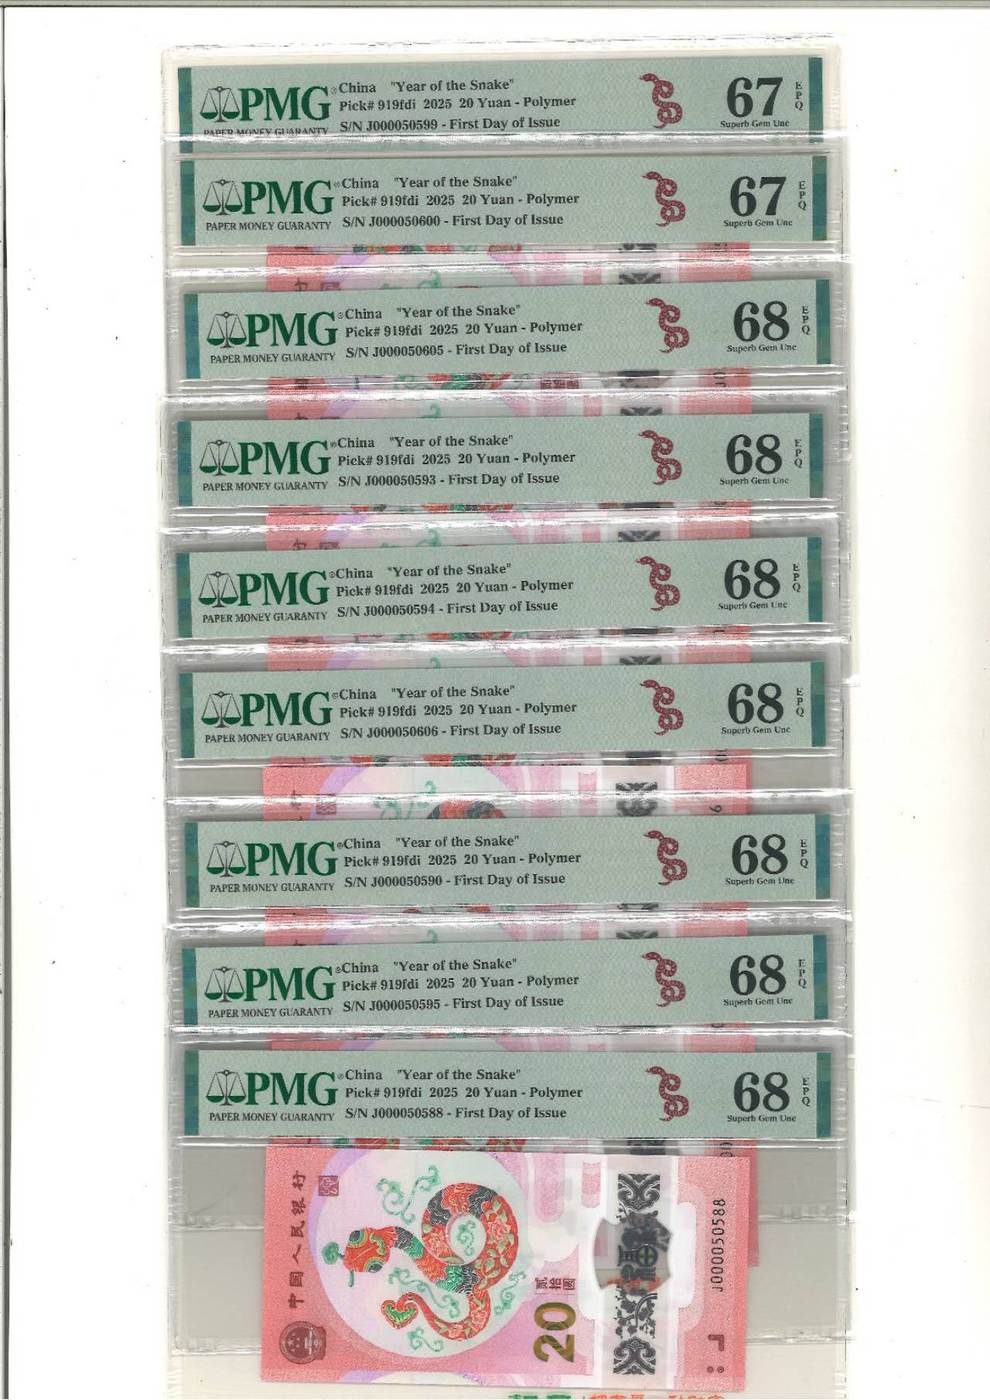 PMG® China "Year of the Snake" 67 EPQ
Pick# 919fdi 2025 20 Yuan - Polymer
PAPER MONEY GUARANTY S/N J000050599 - First Day of Issue Superb Gem Unc
PMG® China "Year of the Snake" 67 EPQ
Pick# 919fdi 2025 20 Yuan - Polymer
PAPER MONEY GUARANTY S/N J000050600 - First Day of Issue Superb Gem Unc
PMG® China "Year of the Snake" 68 EPQ
Pick# 919fdi 2025 20 Yuan - Polymer
PAPER MONEY GUARANTY S/N J000050605 - First Day of Issue Superb Gem Unc
PMG® China "Year of the Snake" 68 EPQ
Pick# 919fdi 2025 20 Yuan - Polymer
PAPER MONEY GUARANTY S/N J000050593 - First Day of Issue Superb Gem Unc
PMG® China "Year of the Snake" 68 EPQ
Pick# 919fdi 2025 20 Yuan - Polymer
PAPER MONEY GUARANTY S/N J000050594 - First Day of Issue Superb Gem Unc
PMG® China "Year of the Snake" 68 EPQ
Pick# 919fdi 2025 20 Yuan - Polymer
PAPER MONEY GUARANTY S/N J000050606 - First Day of Issue Superb Gem Unc
PMG® China "Year of the Snake" 68 EPQ
Pick# 919fdi 2025 20 Yuan - Polymer
PAPER MONEY GUARANTY S/N J000050590 - First Day of Issue Superb Gem Unc
PMG® China "Year of the Snake" 68 EPQ
Pick# 919fdi 2025 20 Yuan - Polymer
PAPER MONEY GUARANTY S/N J000050595 - First Day of Issue Superb Gem Unc
PMG® China "Year of the Snake" 68 EPQ
Pick# 919fdi 2025 20 Yuan - Polymer
PAPER MONEY GUARANTY S/N J000050588 - First Day of Issue Superb Gem Unc
中国人民银行
20
贰拾圆
J000050588